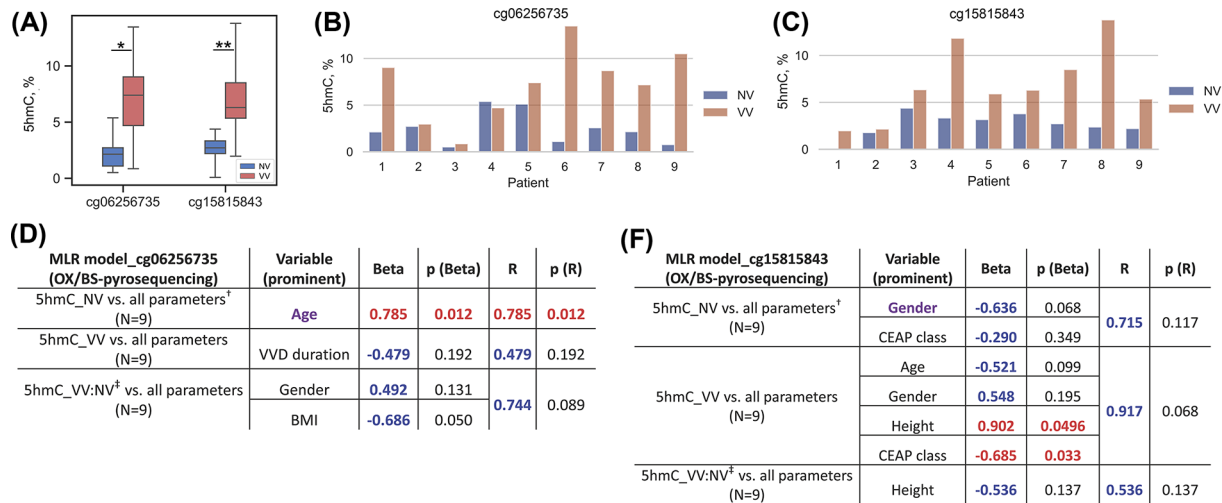 (A)
5hmC, %
10
5
0
*
**
NV
VV
cg06256735
cg15815843
(B)
cg06256735
5hmC, %
10
5
0
1 2 3 4 5 6 7 8 9
Patient
NV
VV
(C)
cg15815843
5hmC, %
10
5
0
1 2 3 4 5 6 7 8 9
Patient
NV
VV
(D)
MLR model_cg06256735 Variable Beta p (Beta) R p (R)
(OX/BS-pyrosequencing) (prominent)
5hmC_NV vs. all parameters† Age 0.785 0.012 0.785 0.012
(N=9)
5hmC_VV vs. all parameters VVD duration -0.479 0.192 0.479 0.192
(N=9)
5hmC_VV:NV‡ vs. all parameters Gender 0.492 0.131 0.744 0.089
(N=9) BMI -0.686 0.050
(F)
MLR model_cg15815843 Variable Beta p (Beta) R p (R)
(OX/BS-pyrosequencing) (prominent)
5hmC_NV vs. all parameters† Gender -0.636 0.068 0.715 0.117
(N=9) CEAP class -0.290 0.349
5hmC_VV vs. all parameters Age -0.521 0.099 0.917 0.068
(N=9) Gender 0.548 0.195
Height 0.902 0.0496
CEAP class -0.685 0.033
5hmC_VV:NV‡ vs. all parameters Height -0.536 0.137 0.536 0.137
(N=9)